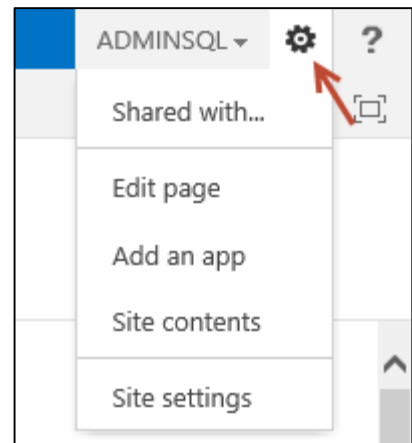 ADMINSQL ?
Shared with...
Edit page
Add an app
Site contents
Site settings